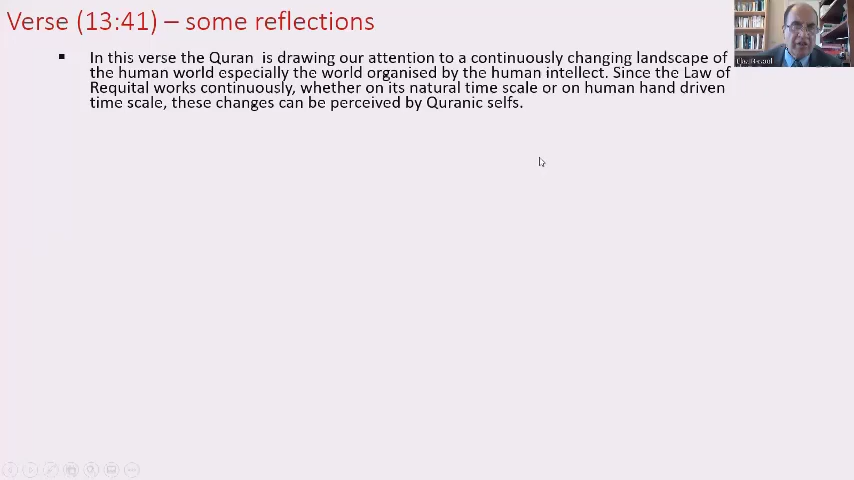 Verse (13:41) – some reflections
▪ In this verse the Quran is drawing our attention to a continuously changing landscape of
the human world especially the world organised by the human intellect. Since the Law of
Requital works continuously, whether on its natural time scale or on human hand driven
time scale, these changes can be perceived by Quranic selfs.